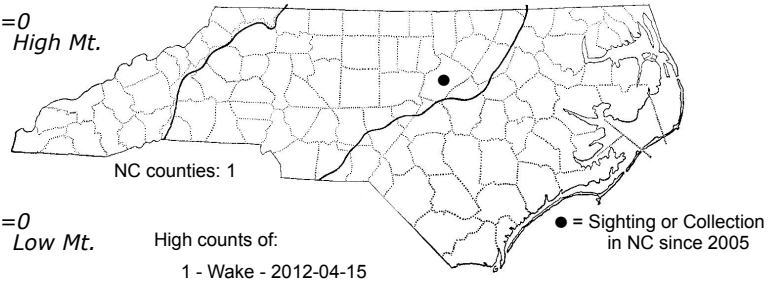 =0
High Mt.
NC counties: 1
=0
Low Mt.
High counts of:
1 - Wake - 2012-04-15
● = Sighting or Collection
in NC since 2005